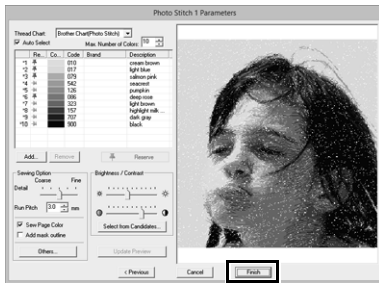 Photo Stitch 1 Parameters
Thread Chart: Brother Chart(Photo Stitch)
Auto Select Max. Number of Colors: 10
Re... Co... Code Brand Description
*1 010 cream brown
*2 017 light blue
*3 079 salmon pink
*4 542 seacrest
*5 126 pumpkin
*6 086 deep rose
*7 323 light brown
*8 157 highlight milk ...
*9 707 dark gray
*10 900 black
Add... Remove Reserve
Sewing Option
Coarse Fine
Detail
Run Pitch 3.0 mm
Sew Page Color
Add mask outline
Others...
Brightness / Contrast
Select from Candidates...
Update Preview
< Previous Cancel Finish